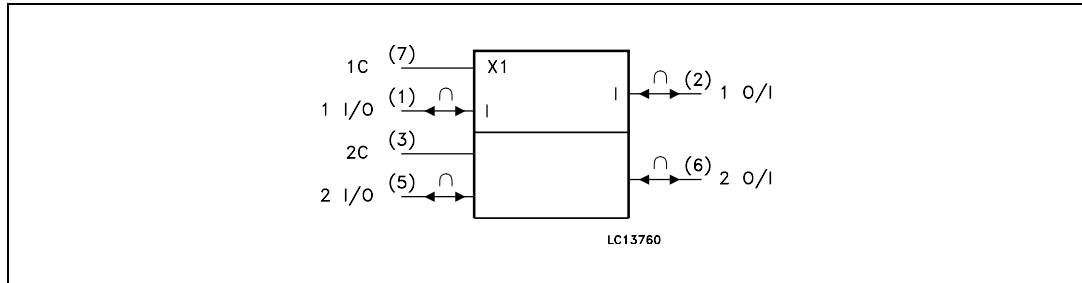 1C (7) X1
∩ (2) 1 O/I
1 I/O (1) ∩ I I
2C (3)
∩ (6) 2 O/I
2 I/O (5) ∩
LC13760